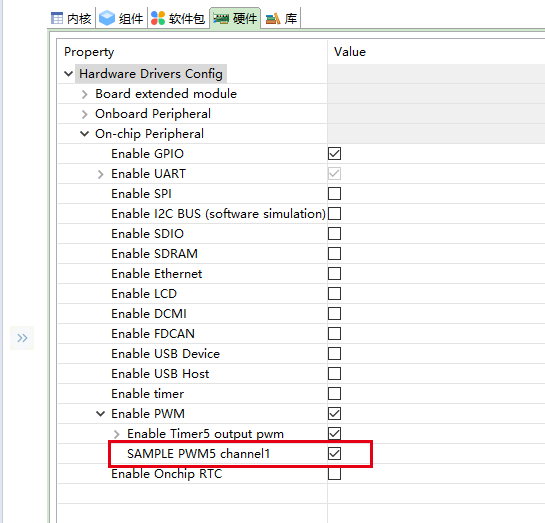 内核 组件 软件包 硬件 库
Property Value
Hardware Drivers Config
Board extended module
Onboard Peripheral
On-chip Peripheral
Enable GPIO
Enable UART
Enable SPI
Enable I2C BUS (software simulation)
Enable SDIO
Enable SDRAM
Enable Ethernet
Enable LCD
Enable DCMI
Enable FDCAN
Enable USB Device
Enable USB Host
Enable timer
Enable PWM
Enable Timer5 output pwm
SAMPLE PWM5 channel1
Enable Onchip RTC